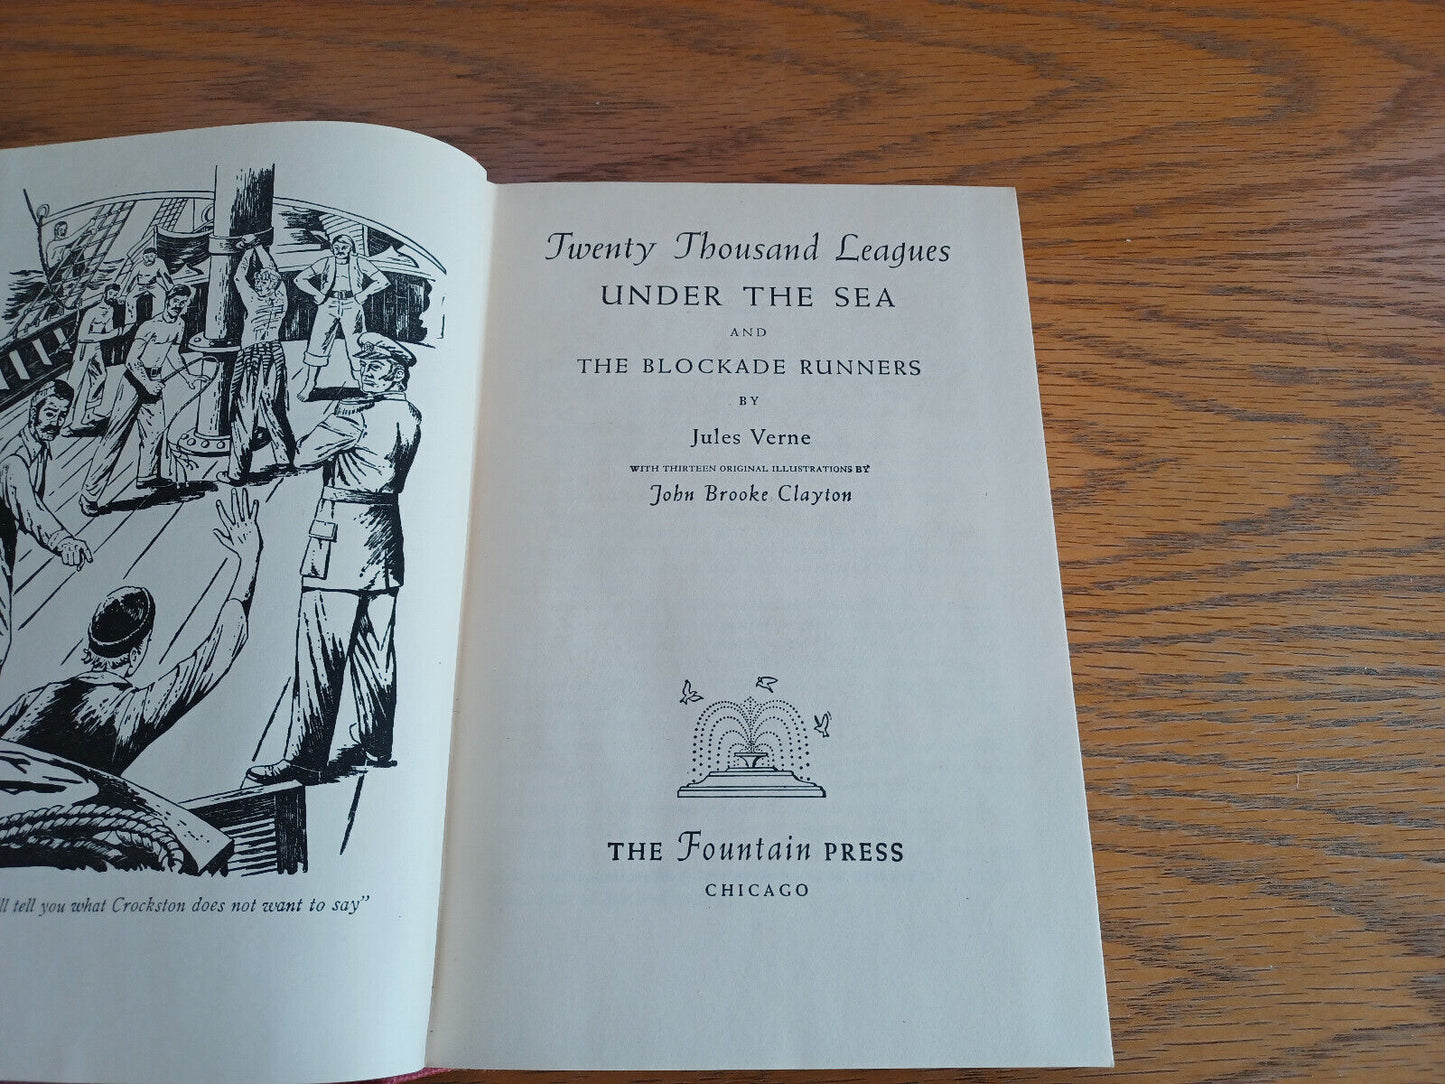 ll tell you what Crockston does not want to say”
Twenty Thousand Leagues
UNDER THE SEA
AND
THE BLOCKADE RUNNERS
BY
Jules Verne
WITH THIRTEEN ORIGINAL ILLUSTRATIONS BY
John Brooke Clayton
THE Fountain PRESS
CHICAGO